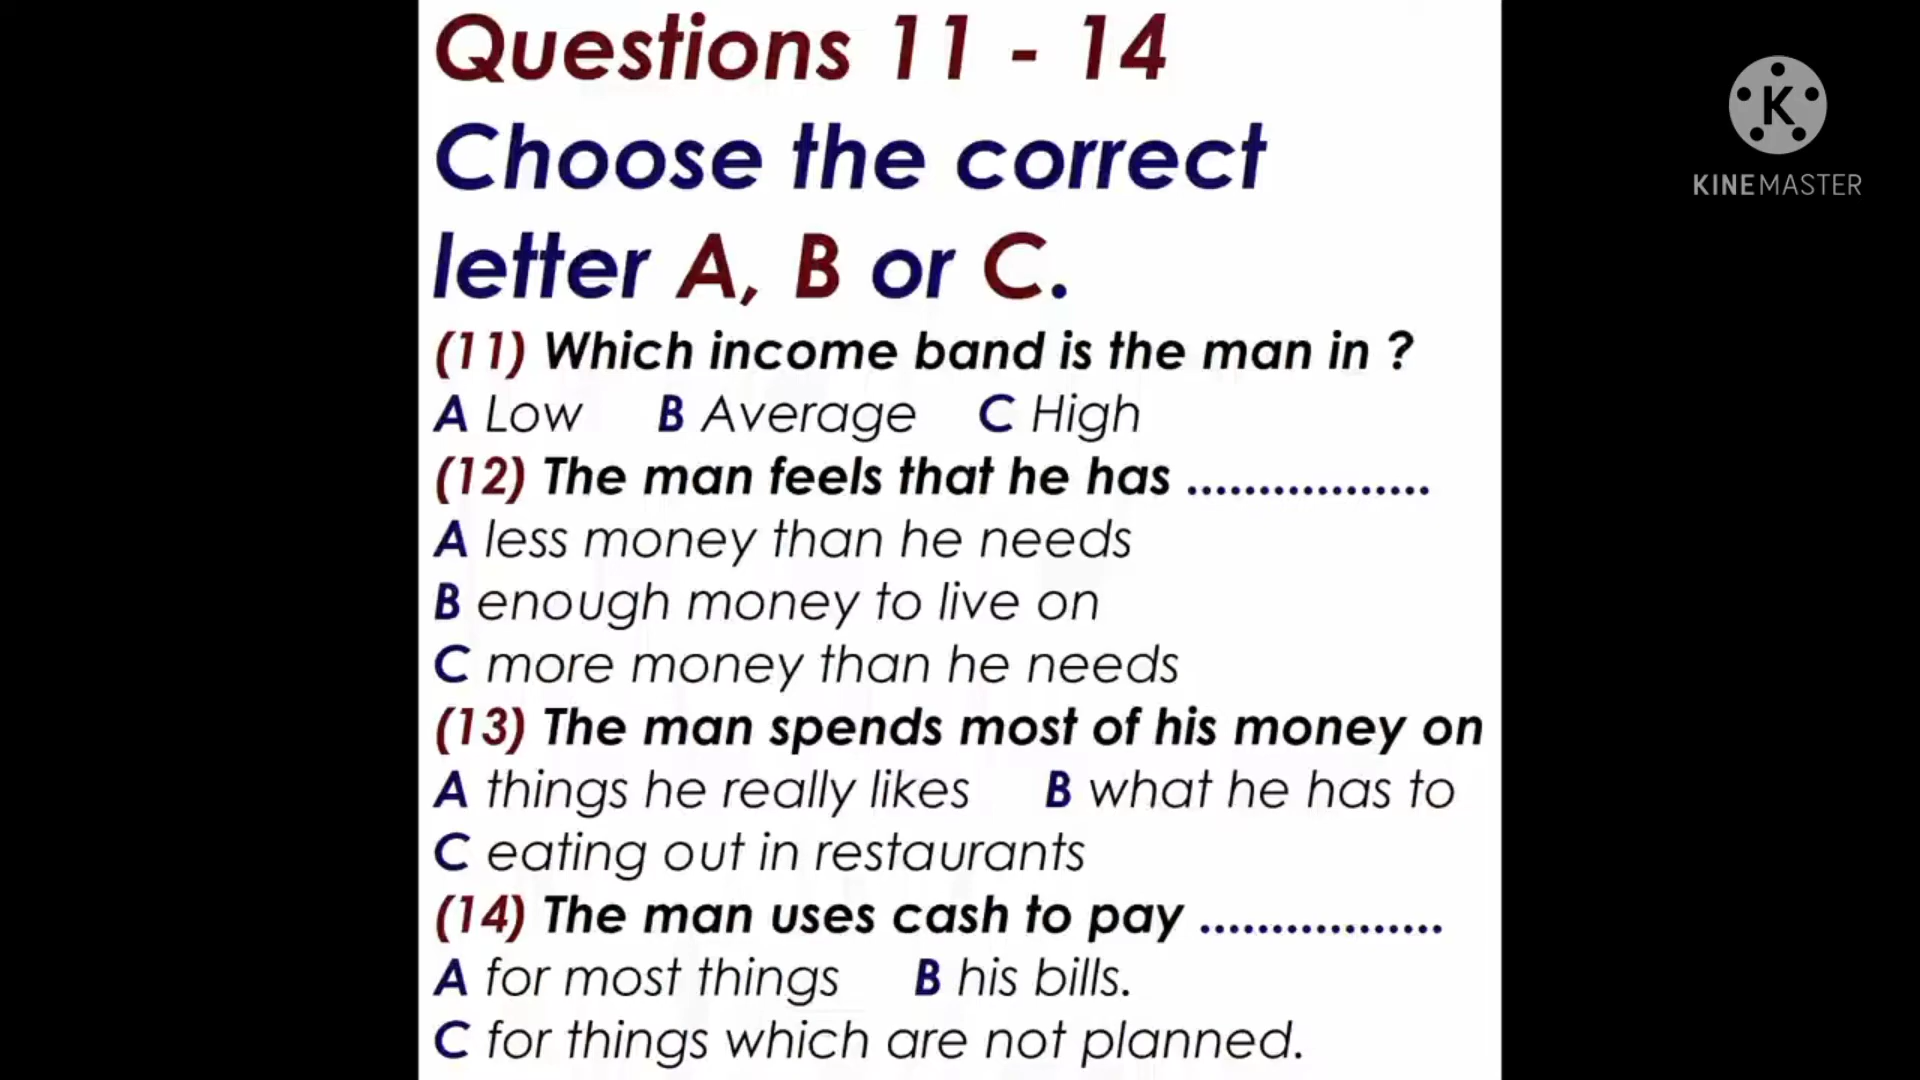 Questions 11 - 14
Choose the correct
letter A, B or C.
(11) Which income band is the man in ?
A Low B Average C High
(12) The man feels that he has .................
A less money than he needs
B enough money to live on
C more money than he needs
(13) The man spends most of his money on
A things he really likes B what he has to
C eating out in restaurants
(14) The man uses cash to pay .................
A for most things B his bills.
C for things which are not planned.
K
KINEMASTER